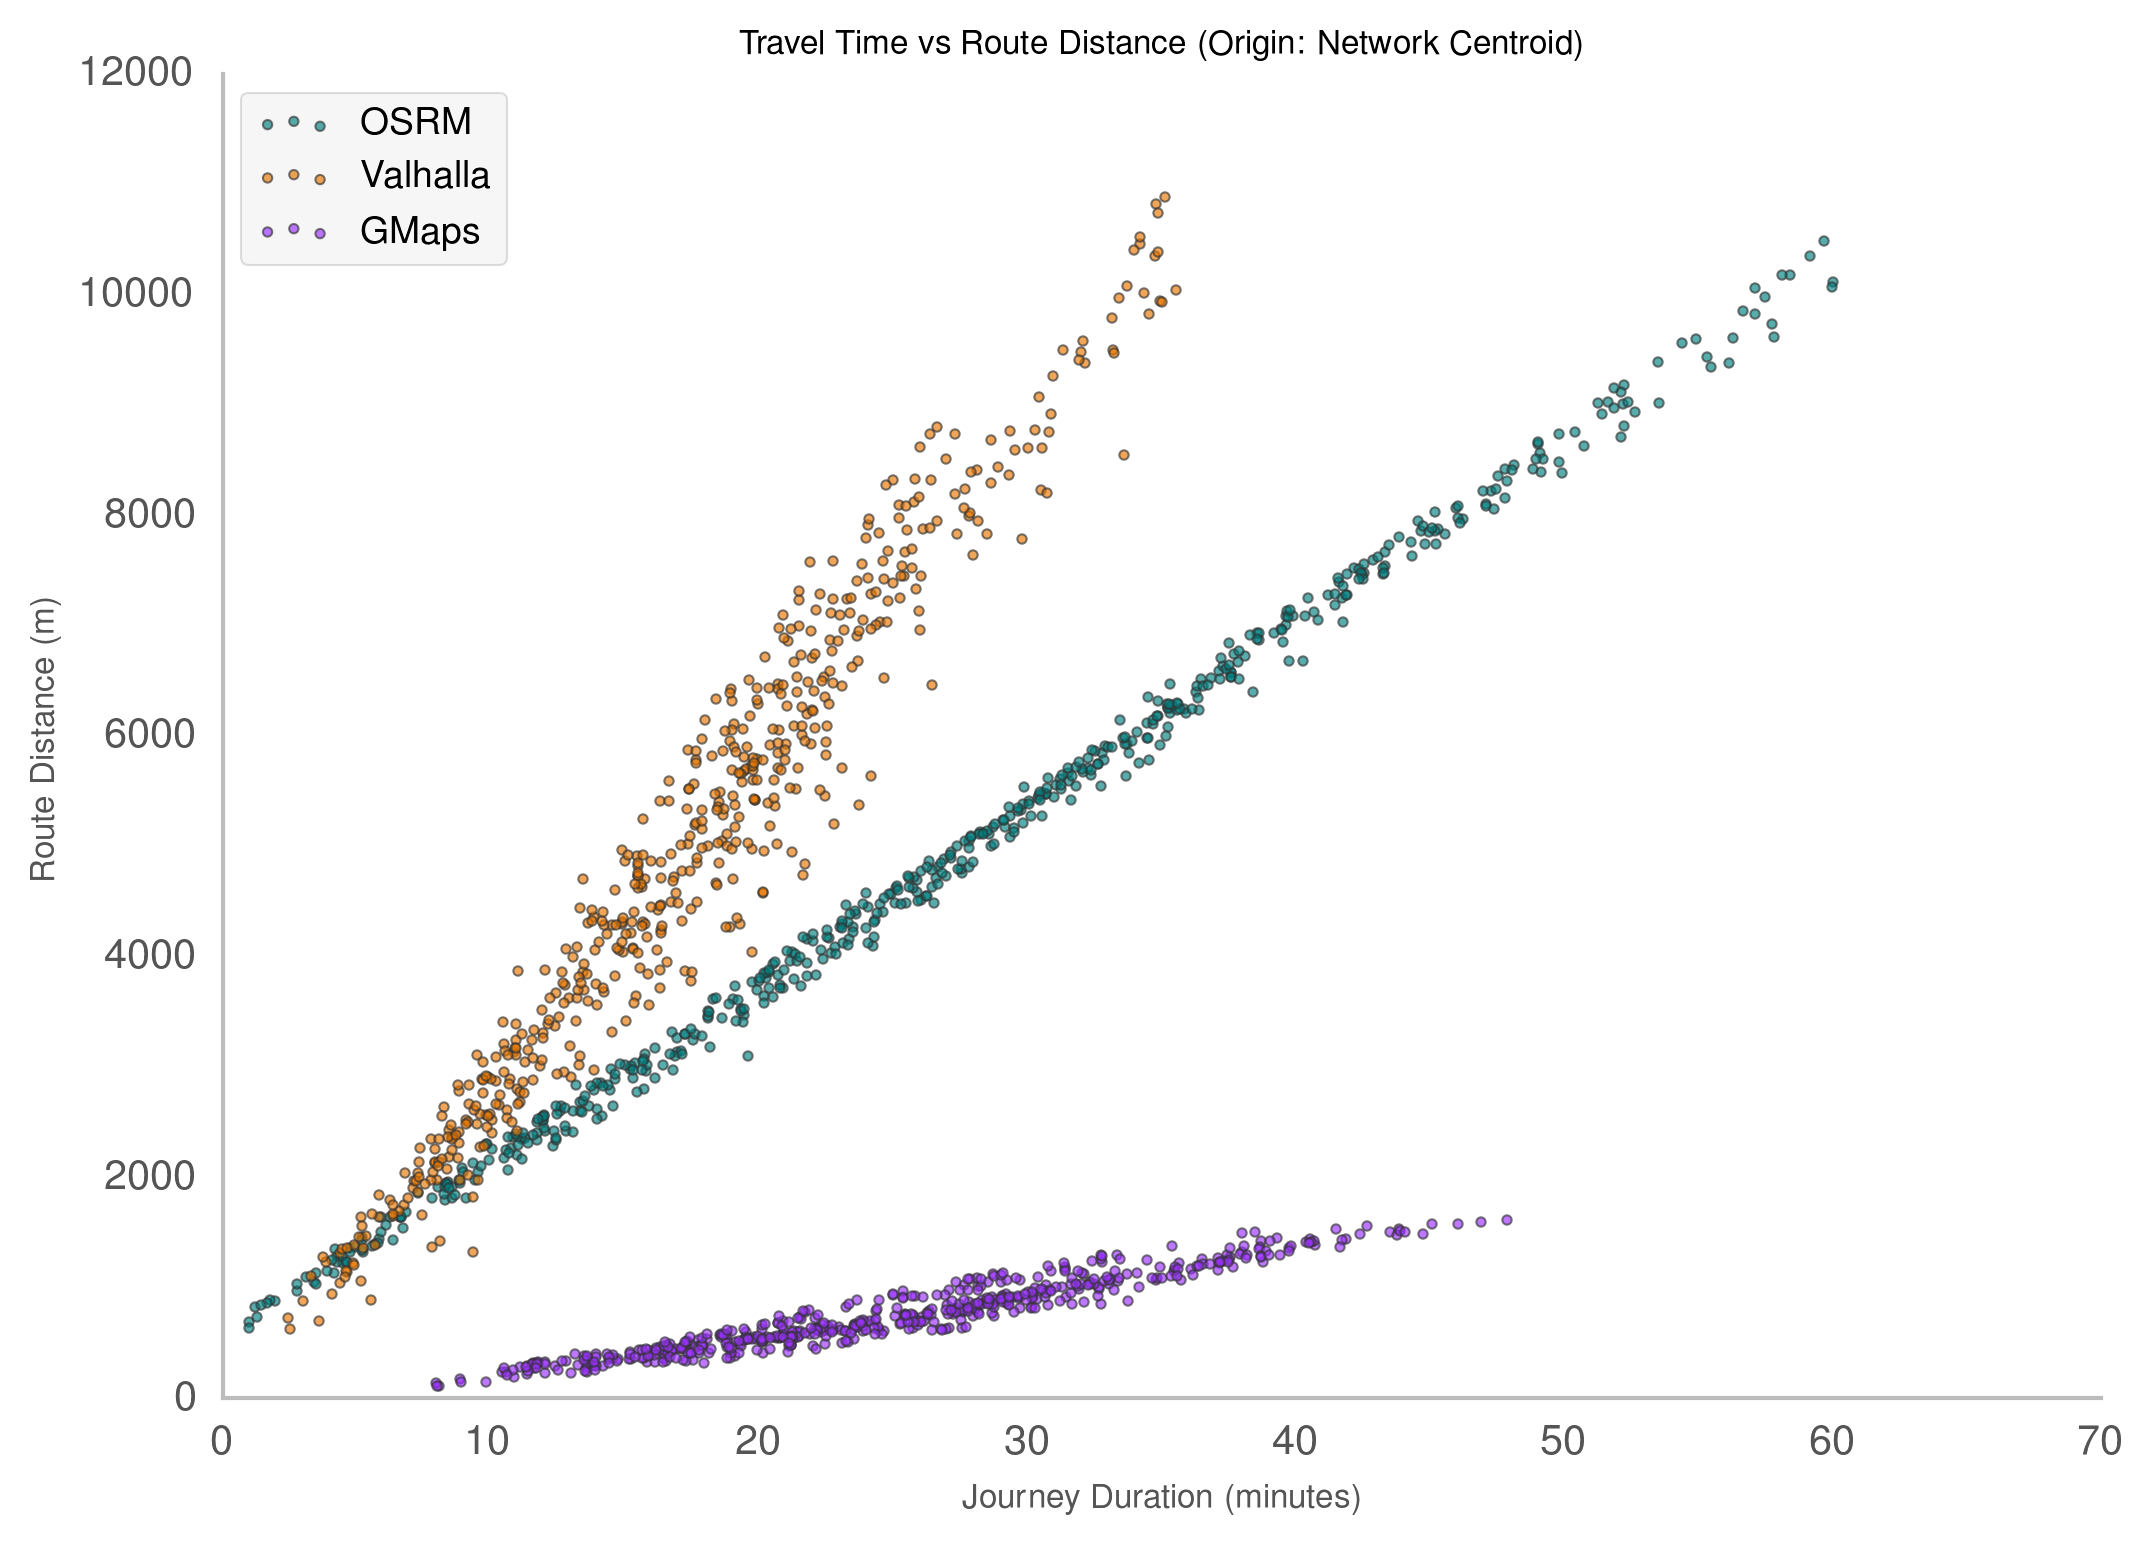 Travel Time vs Route Distance (Origin: Network Centroid)
12000
10000
8000
6000
4000
2000
0
OSRM
Valhalla
GMaps
Route Distance (m)
0 10 20 30 40 50 60 70
Journey Duration (minutes)